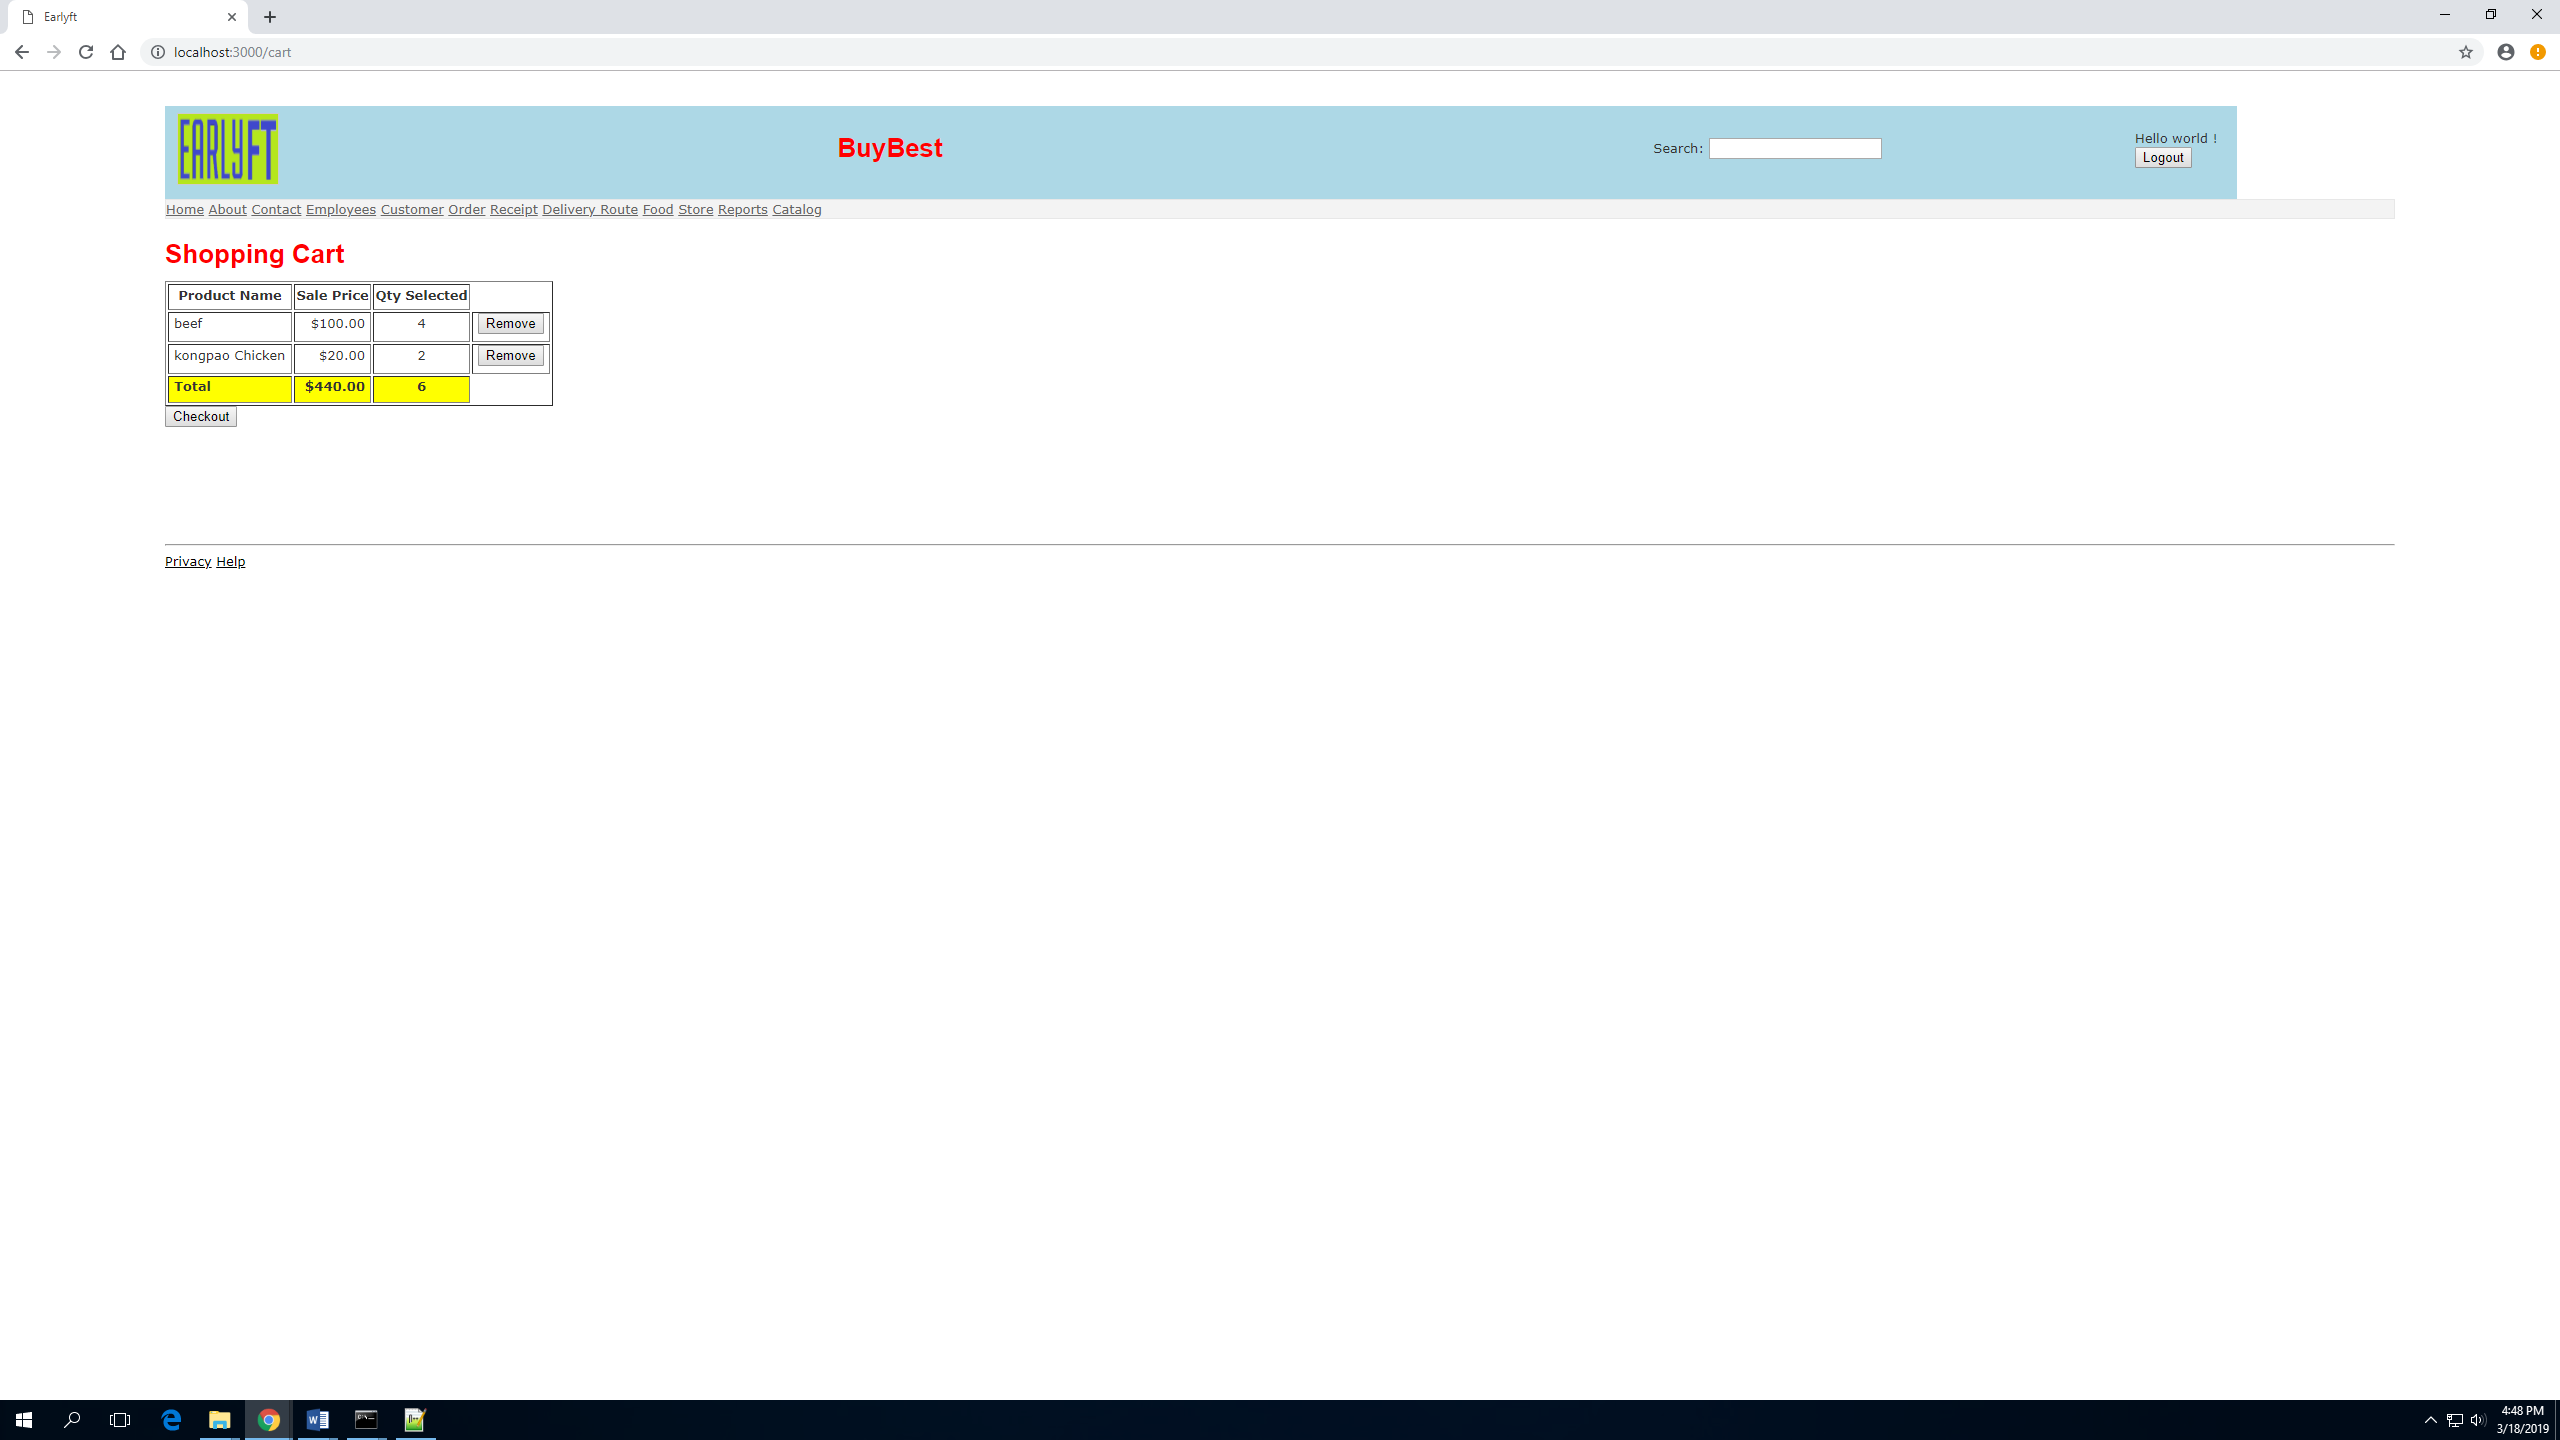 Earlyft
localhost:3000/cart
EARLYFT
BuyBest
Search:
Hello world !
Logout
Home About Contact Employees Customer Order Receipt Delivery Route Food Store Reports Catalog
Shopping Cart
Product Name Sale Price Qty Selected
beef $100.00 4 Remove
kongpao Chicken $20.00 2 Remove
Total $440.00 6
Checkout
Privacy Help
4:48 PM
3/18/2019